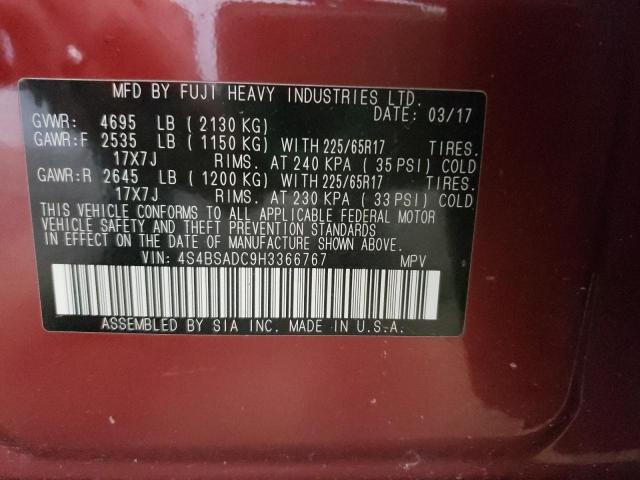 MFD BY FUJI HEAVY INDUSTRIES LTD.
GVWR: 4695 LB (2130 KG) DATE: 03/17
GAWR:F 2535 LB (1150 KG) WITH 225/65R17 TIRES.
17X7J RIMS. AT 240 KPA (35 PSI) COLD
GAWR:R 2645 LB (1200 KG) WITH 225/65R17 TIRES.
17X7J RIMS. AT 230 KPA (33 PSI) COLD
THIS VEHICLE CONFORMS TO ALL APPLICABLE FEDERAL MOTOR
VEHICLE SAFETY AND THEFT PREVENTION STANDARDS
IN EFFECT ON THE DATE OF MANUFACTURE SHOWN ABOVE.
VIN: 4S4BSADC9H3366767 MPV
ASSEMBLED BY SIA INC. MADE IN U.S.A.